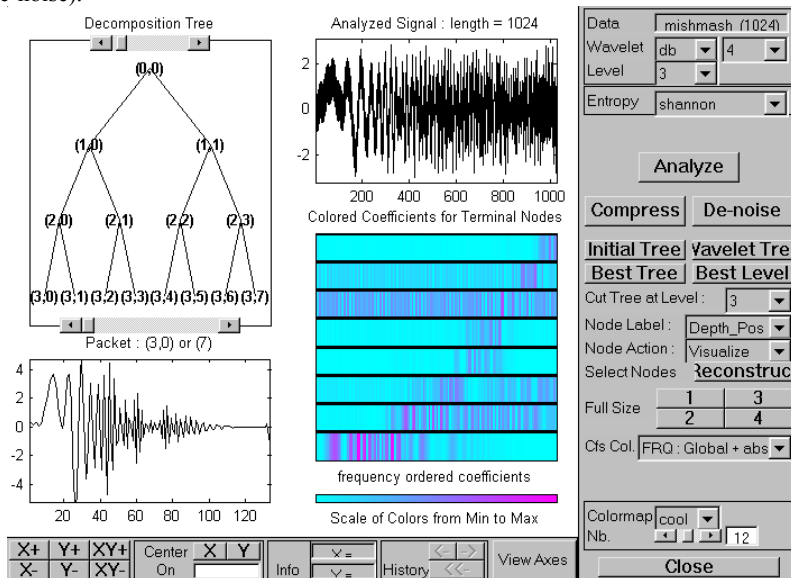 e noise).
Decomposition Tree
(0,0)
(1,0) (1,1)
(2,0) (2,1) (2,2) (2,3)
(3,0) (3,1) (3,2) (3,3) (3,4) (3,5) (3,6) (3,7)
Packet : (3,0) or (7)
4
2
0
-2
-4
20 40 60 80 100 120
Analyzed Signal : length = 1024
2
0
-2
200 400 600 800 1000
Colored Coefficients for Terminal Nodes
frequency ordered coefficients
Scale of Colors from Min to Max
Data mishmash (1024)
Wavelet db 4
Level 3
Entropy shannon
Analyze
Compress De-noise
Initial Tree Wavelet Tre
Best Tree Best Level
Cut Tree at Level : 3
Node Label : Depth_Pos
Node Action : Visualize
Select Nodes Reconstruc
Full Size 1 3
2 4
Cfs Col. FRQ : Global + abs
Colormap cool
Nb. 12
Close
X+ Y+ XY+ Center X Y Info X = History <- -> View Axes
X- Y- XY- On Y = <<-